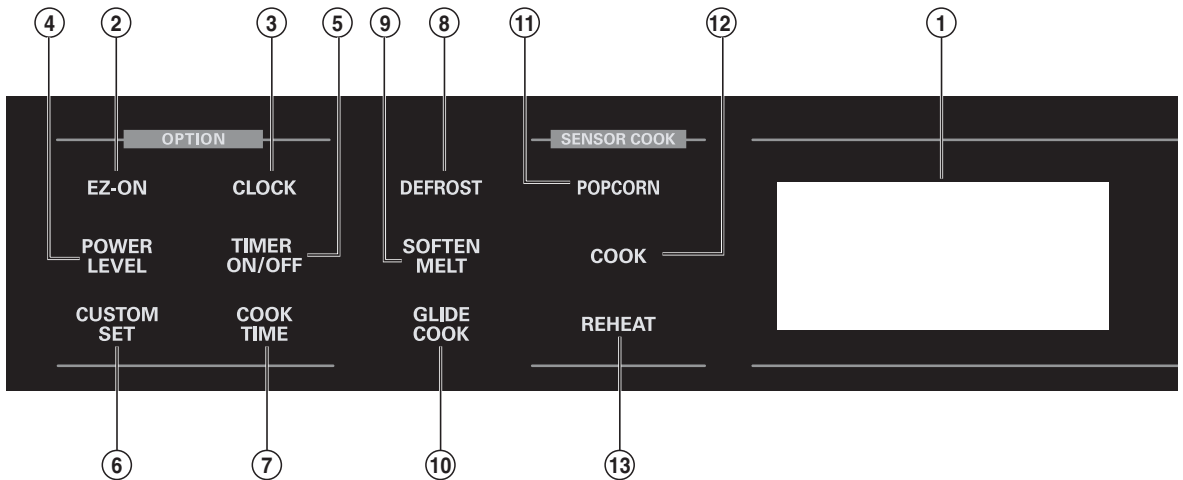 4 2 3 5 9 8 11 12 1
OPTION SENSOR COOK
EZ-ON CLOCK DEFROST POPCORN
POWER LEVEL TIMER ON/OFF SOFTEN MELT COOK
CUSTOM SET COOK TIME GLIDE COOK REHEAT
6 7 10 13